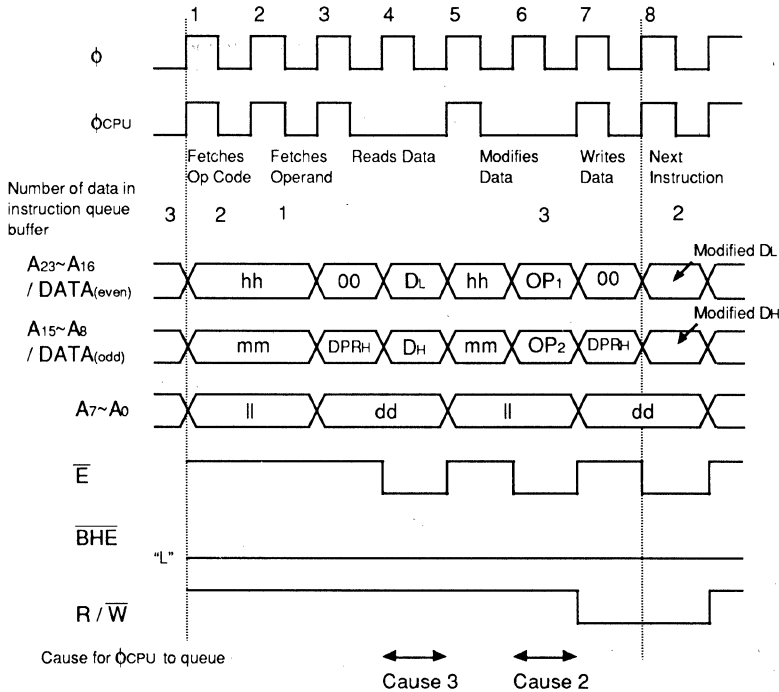 1 2 3 4 5 6 7 8
ϕ
ϕCPU
Fetches Op Code
Fetches Operand
Reads Data
Modifies Data
Writes Data
Next Instruction
Number of data in instruction queue buffer
3 2 1 3 2
A23~A16 / DATA(even)
hh 00 DL hh OP1 00
Modified DL
A15~A8 / DATA(odd)
mm DPRH DH mm OP2 DPRH
Modified DH
A7~A0
ll dd ll dd
E
BHE
"L"
R / W
Cause for ϕCPU to queue
Cause 3
Cause 2